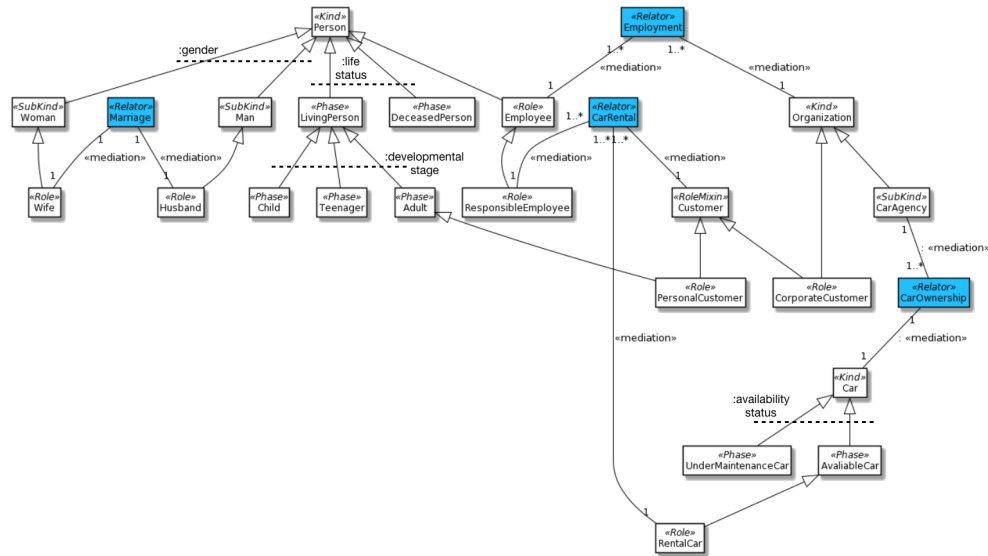 «Kind»
Person
«Relator»
Employment
:gender
1..*
1..*
«mediation»
«mediation»
:life
status
1
1
«SubKind»
Woman
«Relator»
Marriage
«SubKind»
Man
«Phase»
LivingPerson
«Phase»
DeceasedPerson
«Role»
Employee
«Relator»
CarRental
«Kind»
Organization
1..*
1
1
1..*
1..*
«mediation»
«mediation»
:developmental
stage
«mediation»
«mediation»
1
1
1
1
«Role»
Wife
«Role»
Husband
«Phase»
Child
«Phase»
Teenager
«Phase»
Adult
«Role»
ResponsibleEmployee
«RoleMixin»
Customer
«SubKind»
CarAgency
1
: «mediation»
1..*
«Role»
PersonalCustomer
«Role»
CorporateCustomer
«Relator»
CarOwnership
1
«mediation»
: «mediation»
1
«Kind»
Car
:availability
status
«Phase»
UnderMaintenanceCar
«Phase»
AvaliableCar
1
«Role»
RentalCar